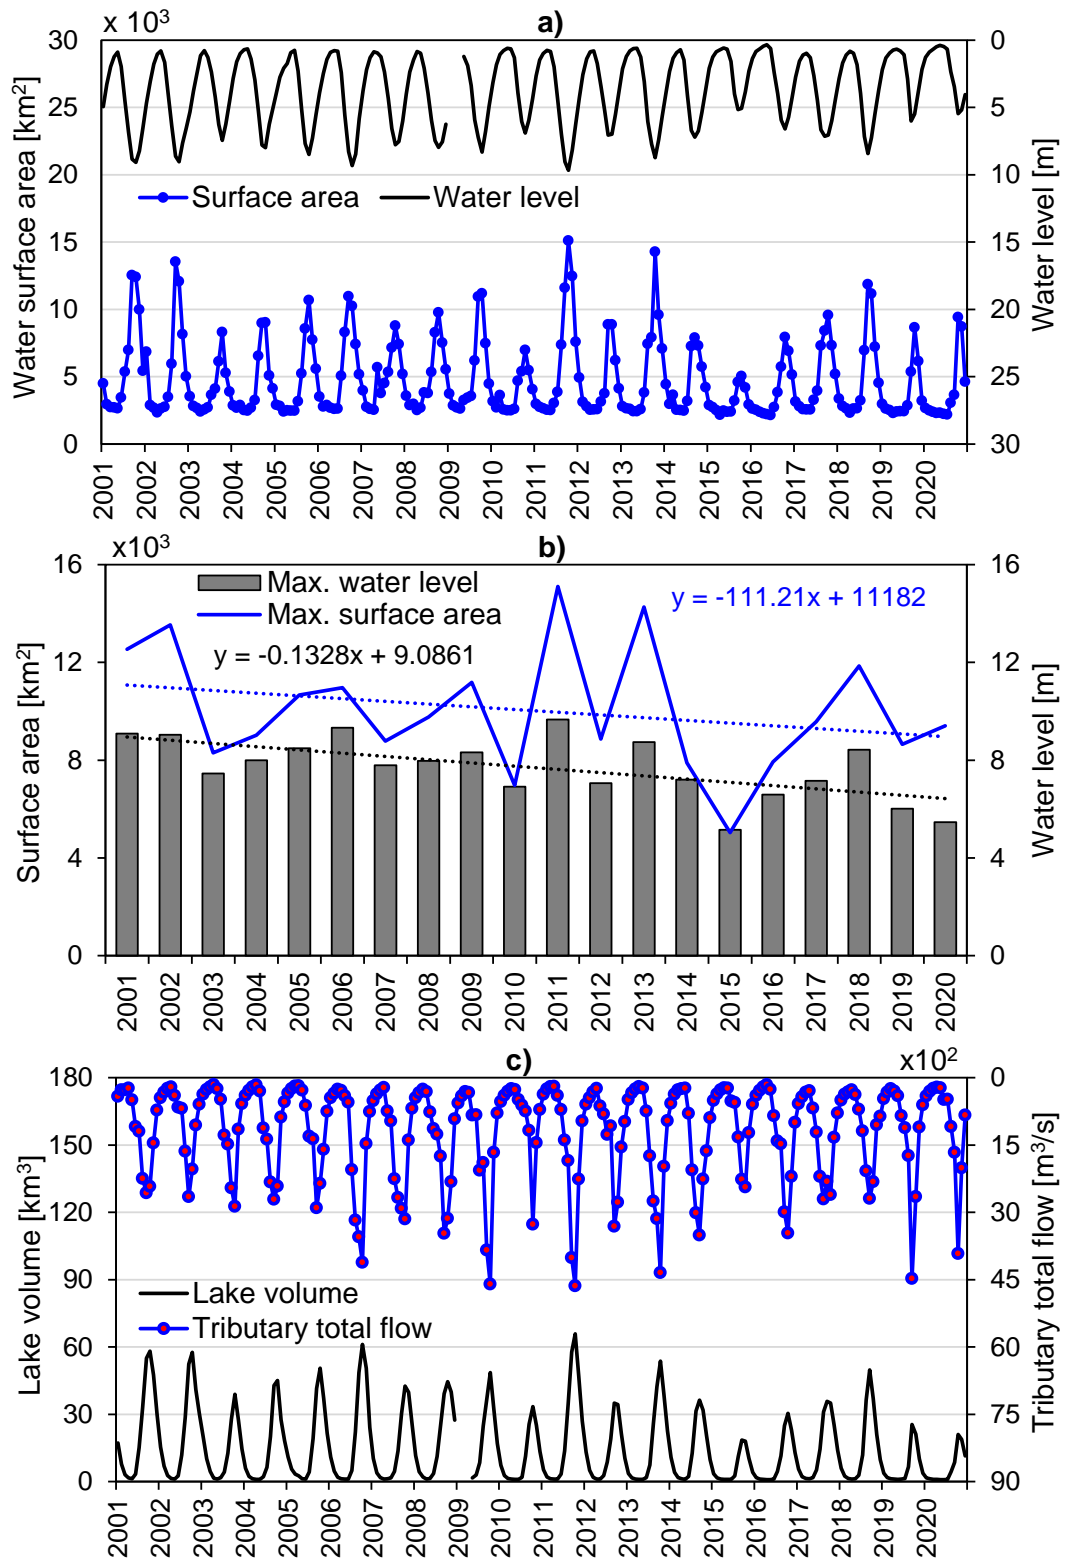 x 10³
a)
30
25
20
15
10
5
0
Water surface area [km²]
0
5
10
15
20
25
30
Water level [m]
Surface area
Water level
2001 2002 2003 2004 2005 2006 2007 2008 2009 2010 2011 2012 2013 2014 2015 2016 2017 2018 2019 2020
x10³
b)
16
12
8
4
0
Surface area [km²]
16
12
8
4
0
Water level [m]
Max. water level
Max. surface area
y = -111.21x + 11182
y = -0.1328x + 9.0861
2001 2002 2003 2004 2005 2006 2007 2008 2009 2010 2011 2012 2013 2014 2015 2016 2017 2018 2019 2020
c)
x10²
180
150
120
90
60
30
0
Lake volume [km³]
0
15
30
45
60
75
90
Tributary total flow [m³/s]
Lake volume
Tributary total flow
2001 2002 2003 2004 2005 2006 2007 2008 2009 2010 2011 2012 2013 2014 2015 2016 2017 2018 2019 2020